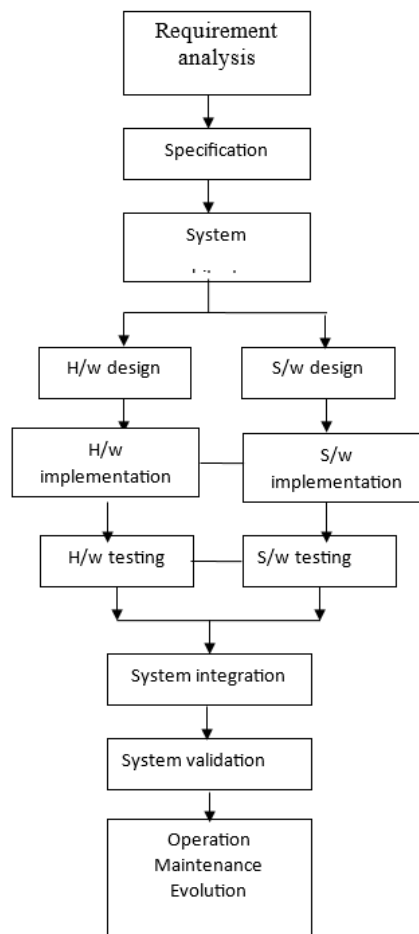 Requirement
analysis
Specification
System
H/w design
S/w design
H/w
implementation
S/w
implementation
H/w testing
S/w testing
System integration
System validation
Operation
Maintenance
Evolution